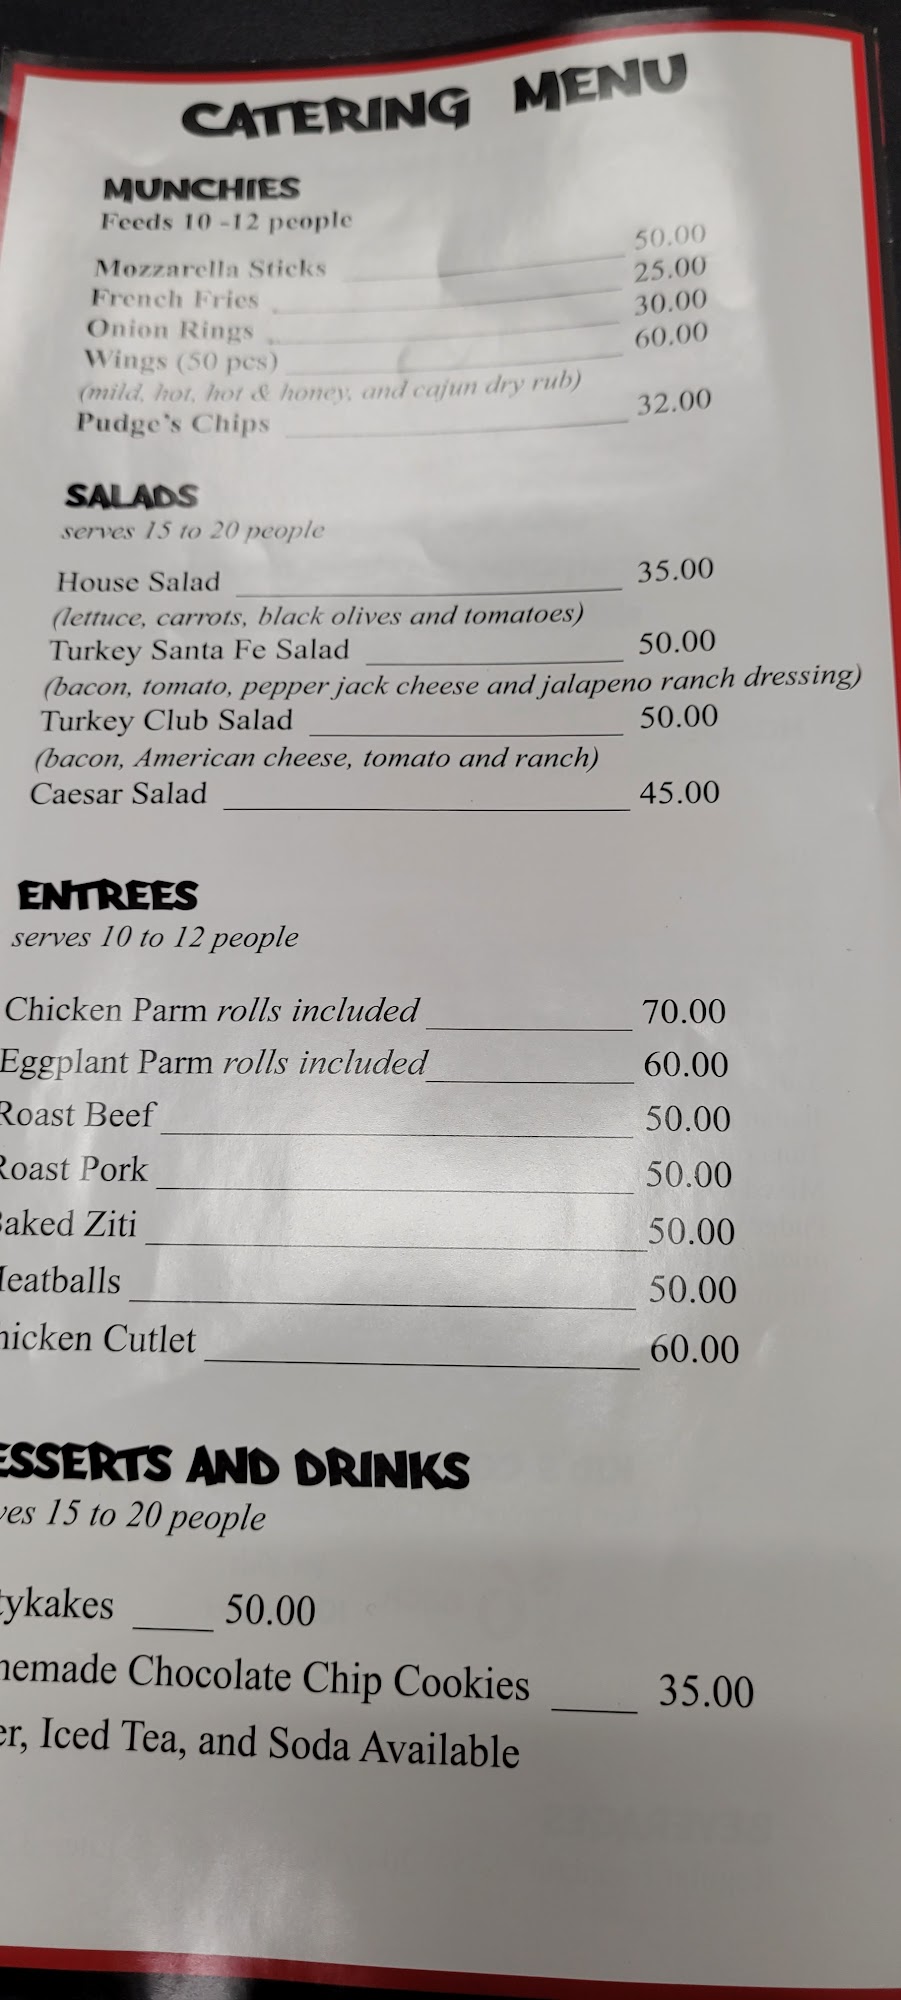 CATERING MENU
MUNCHIES
Feeds 10 -12 people
Mozzarella Sticks 50.00
French Fries 25.00
Onion Rings 30.00
Wings (50 pcs) 60.00
(mild, hot, hot & honey, and cajun dry rub)
Pudge's Chips 32.00
SALADS
serves 15 to 20 people
House Salad 35.00
(lettuce, carrots, black olives and tomatoes)
Turkey Santa Fe Salad 50.00
(bacon, tomato, pepper jack cheese and jalapeno ranch dressing)
Turkey Club Salad 50.00
(bacon, American cheese, tomato and ranch)
Caesar Salad 45.00
ENTREES
serves 10 to 12 people
Chicken Parm rolls included 70.00
Eggplant Parm rolls included 60.00
Roast Beef 50.00
Roast Pork 50.00
aked Ziti 50.00
eatballs 50.00
hicken Cutlet 60.00
ESSERTS AND DRINKS
ves 15 to 20 people
tykakes 50.00
memade Chocolate Chip Cookies 35.00
er, Iced Tea, and Soda Available